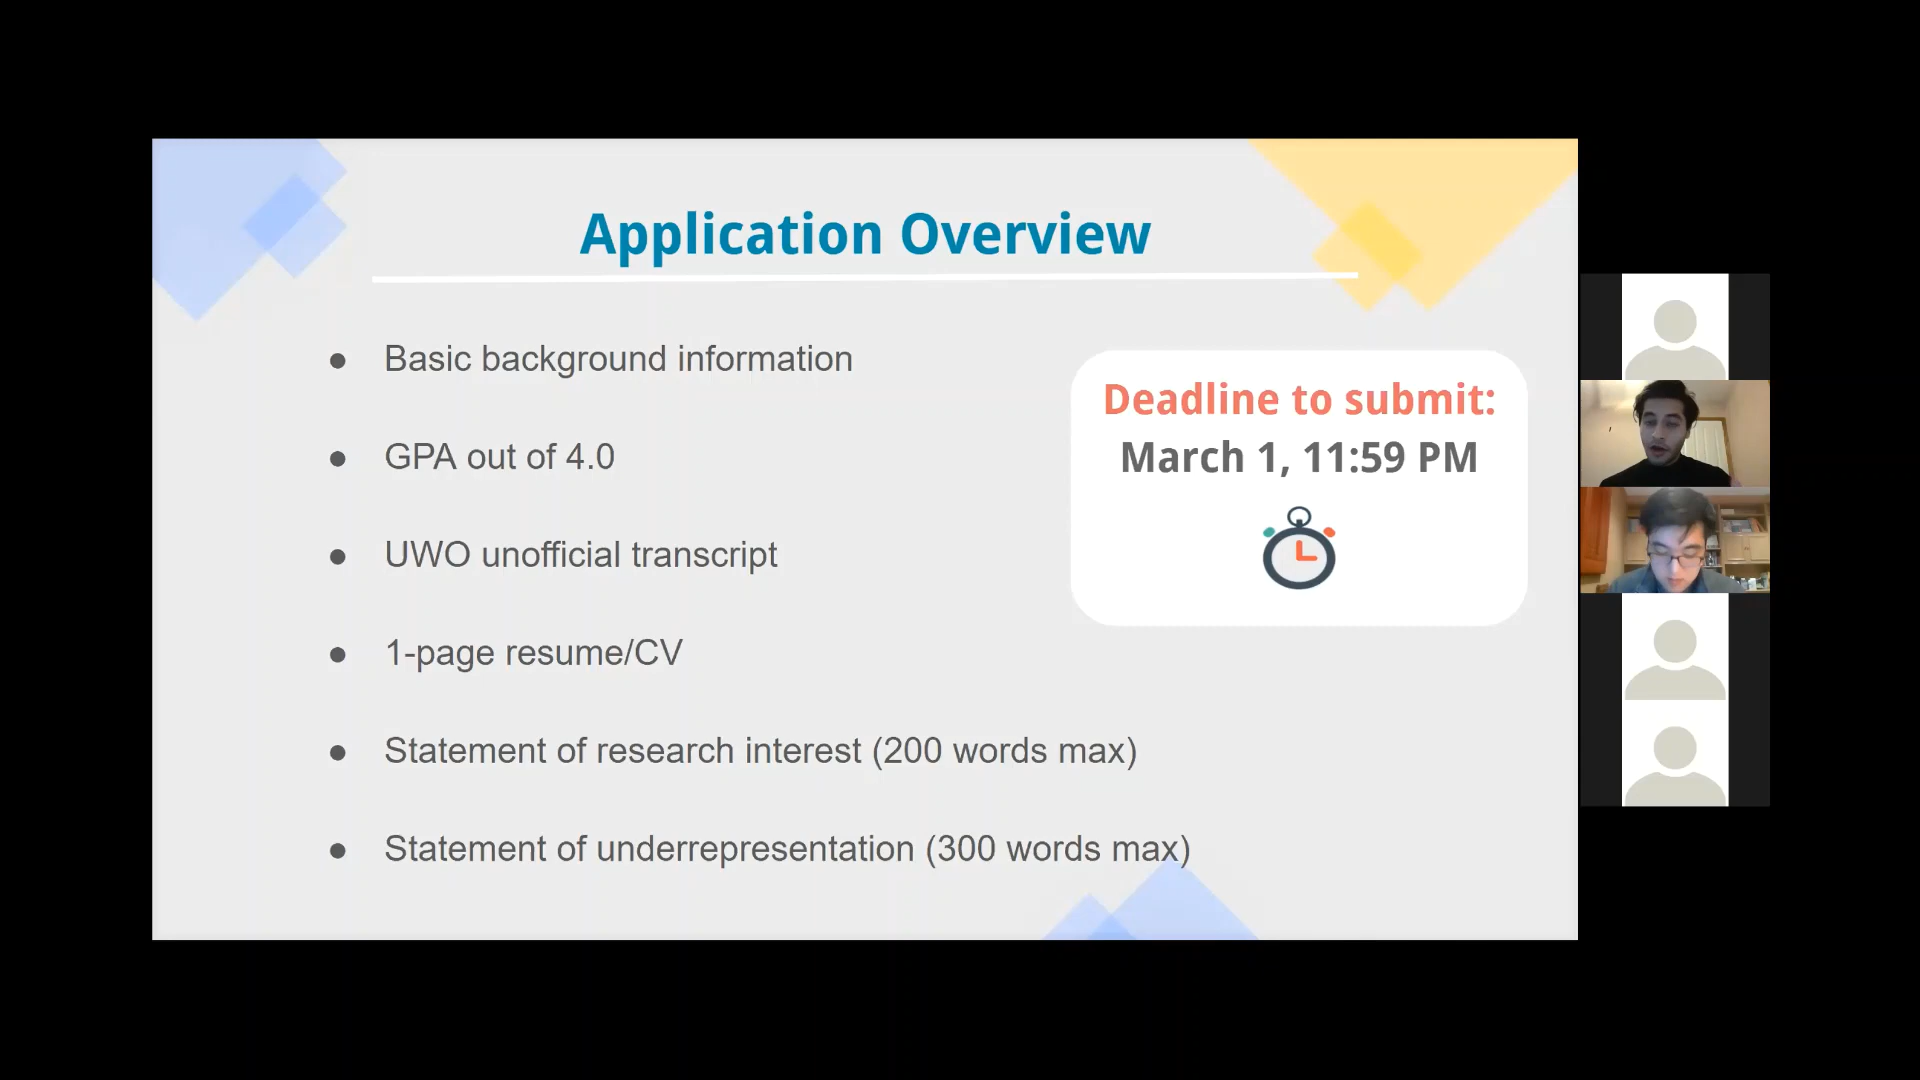 Application Overview
● Basic background information
● GPA out of 4.0
● UWO unofficial transcript
● 1-page resume/CV
● Statement of research interest (200 words max)
● Statement of underrepresentation (300 words max)
Deadline to submit:
March 1, 11:59 PM